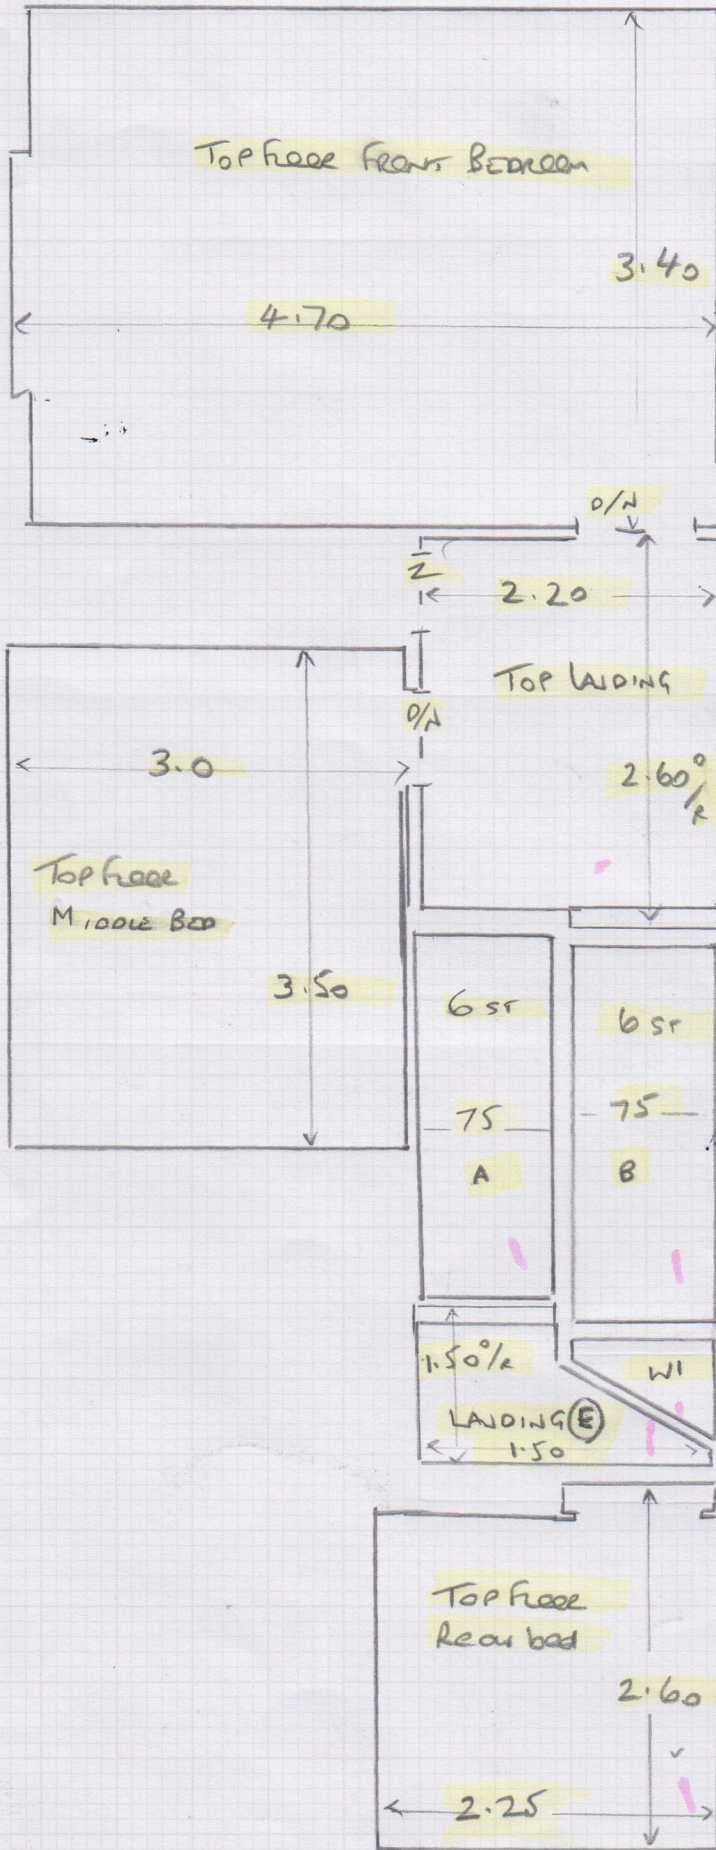 Top Floor Front Bedroom
3.40
4.70
D/N
Z
2.20
Top Landing
D/N
3.0
2.60 o/r
Top Floor
Middle Bed
3.50
6 ST
6 ST
75
75
A
B
1.50 o/r
W1
LANDING E
1.50
Top Floor
Rear bed
2.60
2.25